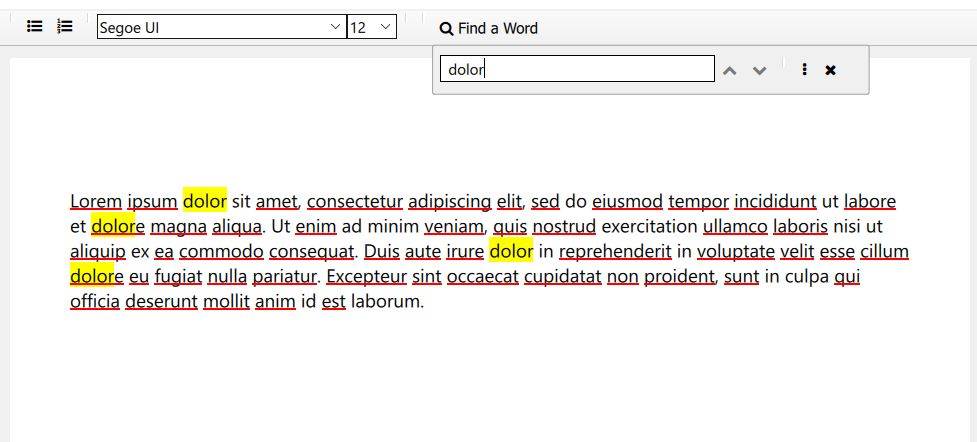 Segoe UI 12 Find a Word
dolor
Lorem ipsum dolor sit amet, consectetur adipiscing elit, sed do eiusmod tempor incididunt ut labore
et dolore magna aliqua. Ut enim ad minim veniam, quis nostrud exercitation ullamco laboris nisi ut
aliquip ex ea commodo consequat. Duis aute irure dolor in reprehenderit in voluptate velit esse cillum
dolore eu fugiat nulla pariatur. Excepteur sint occaecat cupidatat non proident, sunt in culpa qui
officia deserunt mollit anim id est laborum.